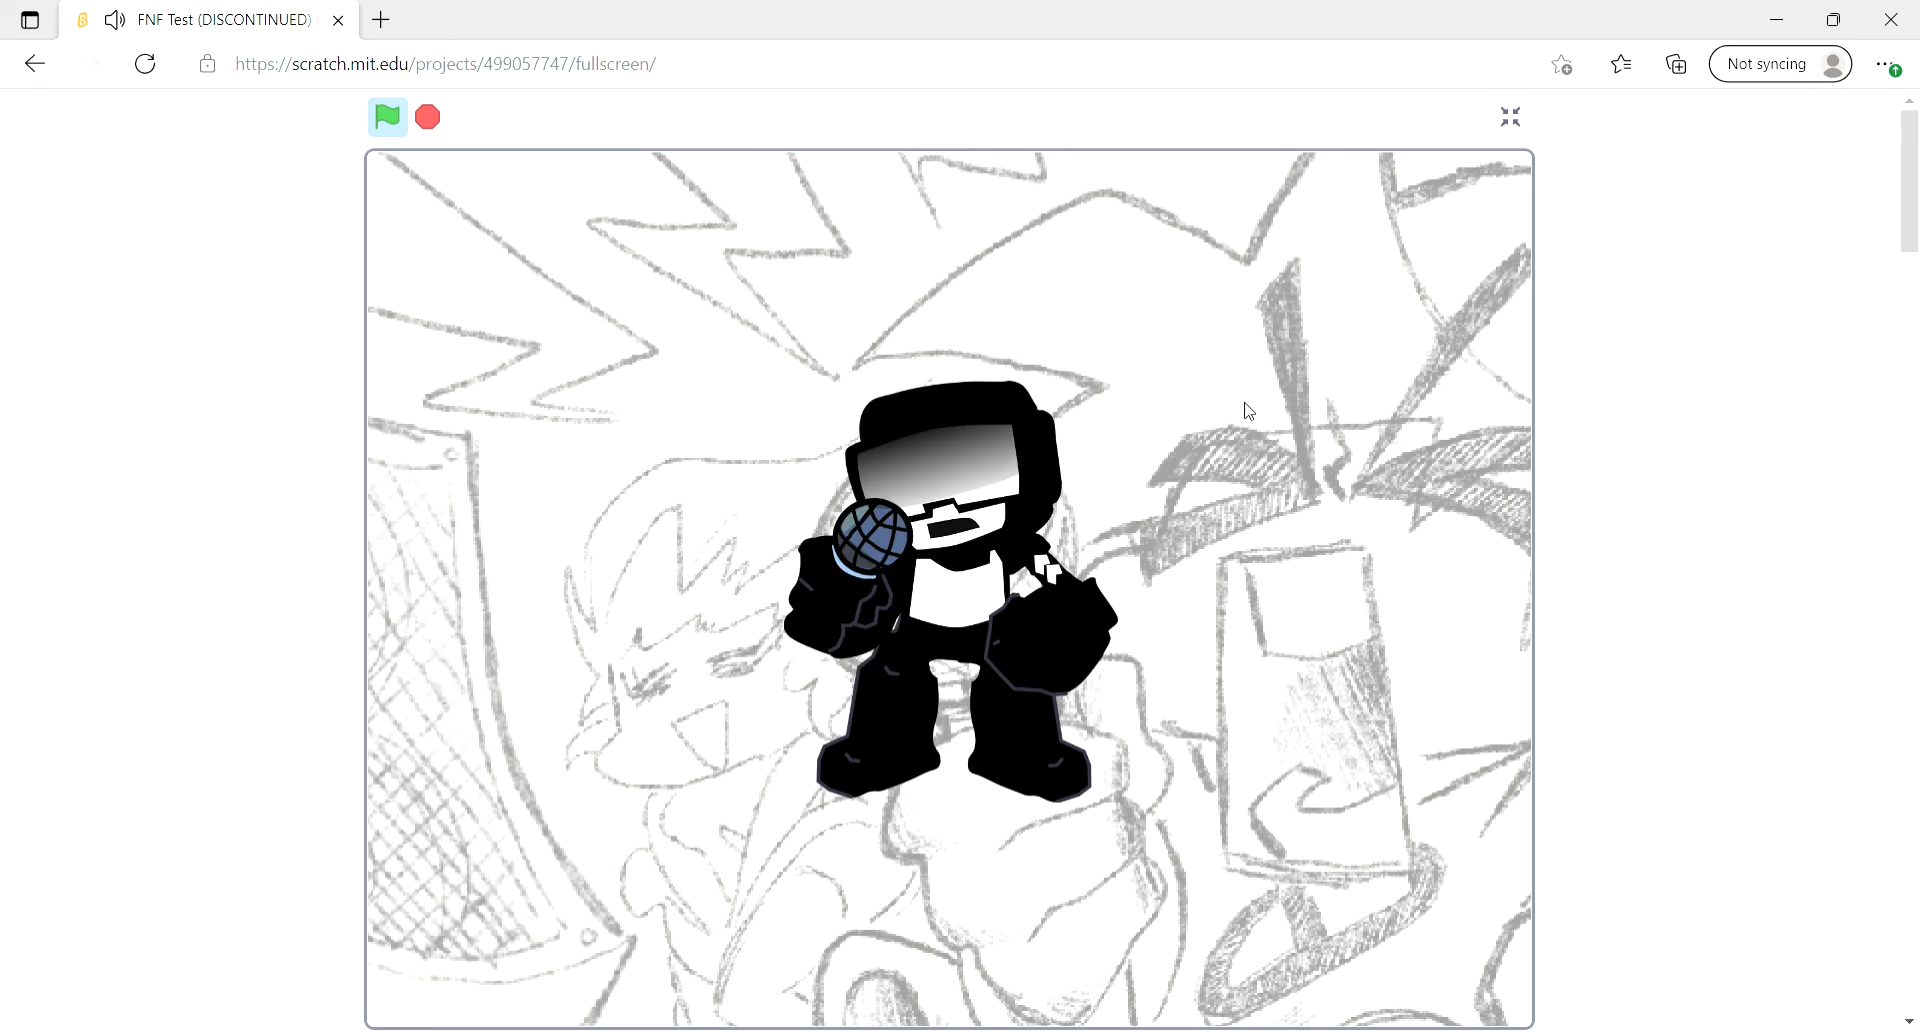 FNF Test (DISCONTINUED)
https://scratch.mit.edu/projects/499057747/fullscreen/
Not syncing